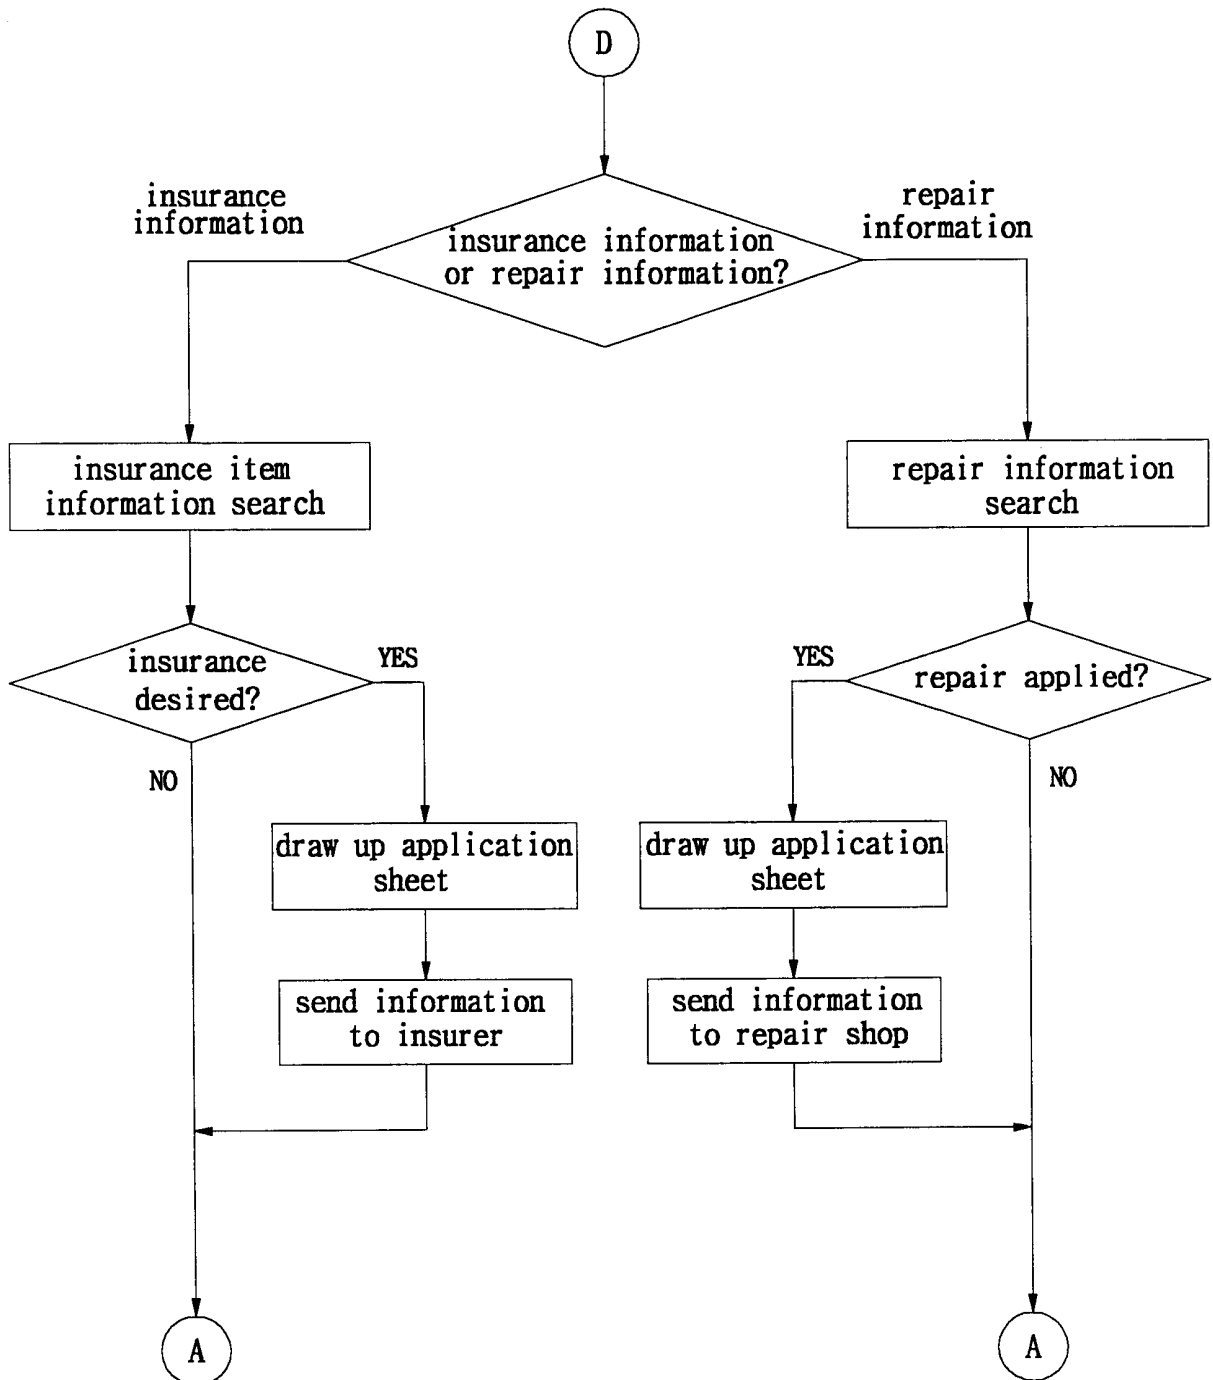 D
insurance
information
repair
information
insurance information
or repair information?
insurance item
information search
repair information
search
insurance
desired?
YES
NO
YES
repair applied?
NO
draw up application
sheet
draw up application
sheet
send information
to insurer
send information
to repair shop
A
A